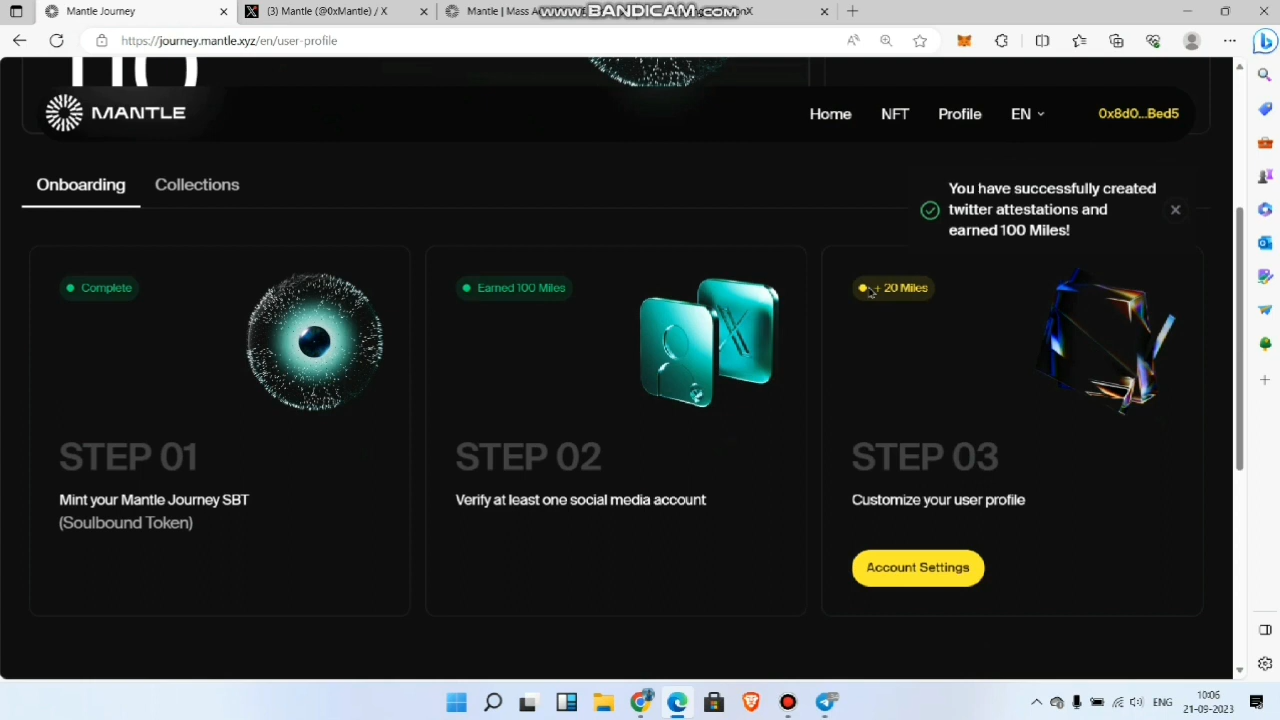 Mantle Journey
(3) Mantle (@0xMantle) / X
Mantle | Mass A
www.BANDICAM.com
onX
https://journey.mantle.xyz/en/user-profile
MANTLE
Home
NFT
Profile
EN
0x8d0...Bed5
Onboarding
Collections
You have successfully created
twitter attestations and
earned 100 Miles!
Complete
Earned 100 Miles
+ 20 Miles
STEP 01
STEP 02
STEP 03
Mint your Mantle Journey SBT
(Soulbound Token)
Verify at least one social media account
Customize your user profile
Account Settings
ENG
10:06
21-09-2023